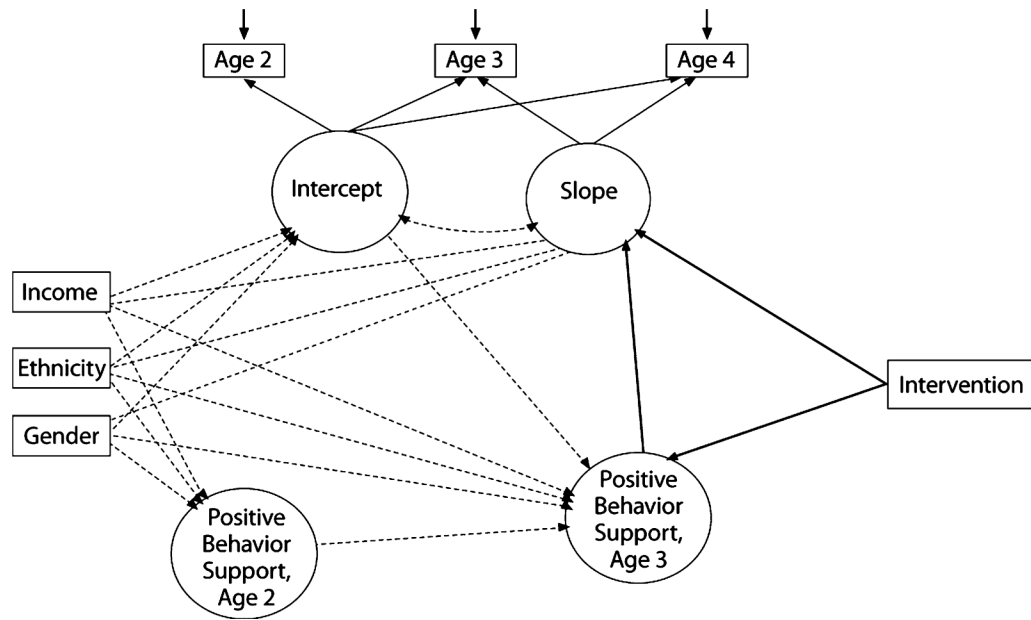 Age 2
Age 3
Age 4
Intercept
Slope
Income
Ethnicity
Gender
Intervention
Positive
Behavior
Support,
Age 2
Positive
Behavior
Support,
Age 3